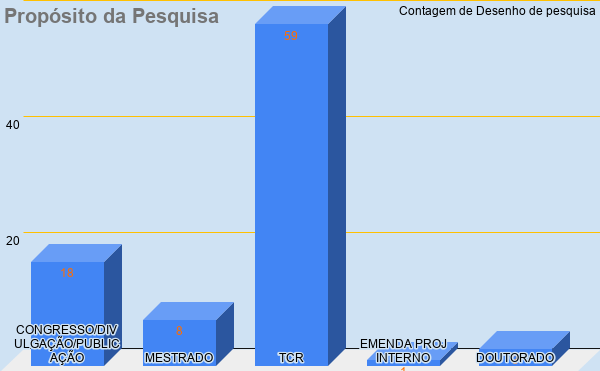 Propósito da Pesquisa
Contagem de Desenho de pesquisa
59
40
20
18
8
1
CONGRESSO/DIV
ULGAÇÃO/PUBLIC
AÇÃO
MESTRADO
TCR
EMENDA PROJ
INTERNO
DOUTORADO